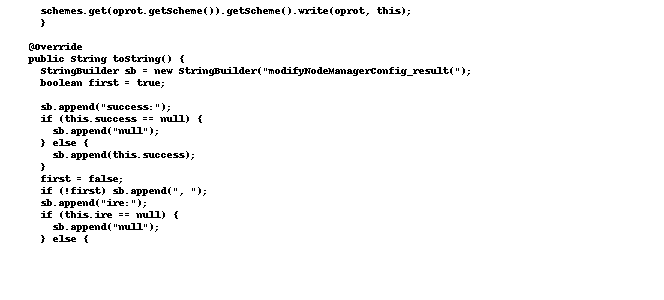 schemes.get(oprot.getScheme()).getScheme().write(oprot, this);
}
@Override
public String toString() {
StringBuilder sb = new StringBuilder("modifyNodeManagerConfig_result(");
boolean first = true;
sb.append("success:");
if (this.success == null) {
sb.append("null");
} else {
sb.append(this.success);
}
first = false;
if (!first) sb.append(", ");
sb.append("ire:");
if (this.ire == null) {
sb.append("null");
} else {